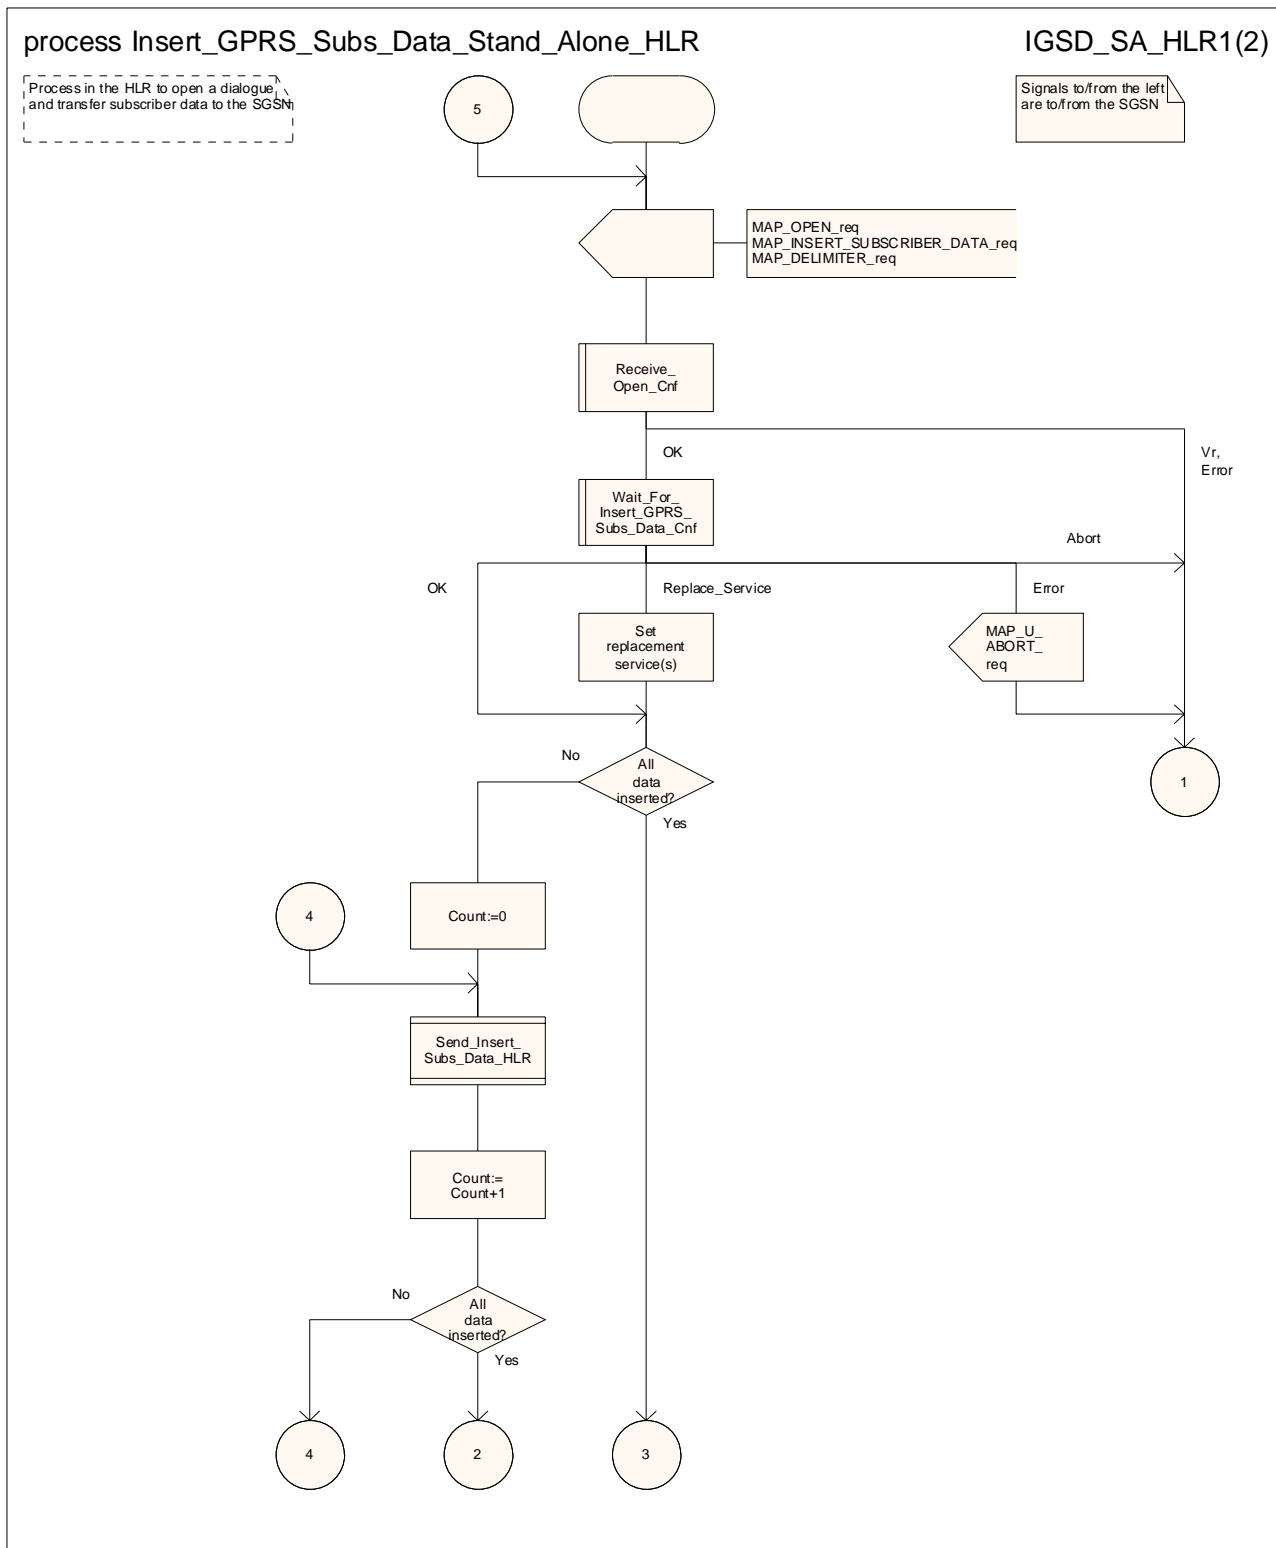 process Insert_GPRS_Subs_Data_Stand_Alone_HLR
IGSD_SA_HLR1(2)
Process in the HLR to open a dialogue
and transfer subscriber data to the SGSN
5
Signals to/from the left
are to/from the SGSN
MAP_OPEN_req
MAP_INSERT_SUBSCRIBER_DATA_req
MAP_DELIMITER_req
Receive_
Open_Cnf
OK
Vr,
Error
Wait_For_
Insert_GPRS_
Subs_Data_Cnf
Abort
OK
Replace_Service
Error
Set
replacement
service(s)
MAP_U_
ABORT_
req
No
All
data
inserted?
Yes
1
4
Count:=0
Send_Insert_
Subs_Data_HLR
Count:=
Count+1
No
All
data
inserted?
Yes
4
2
3